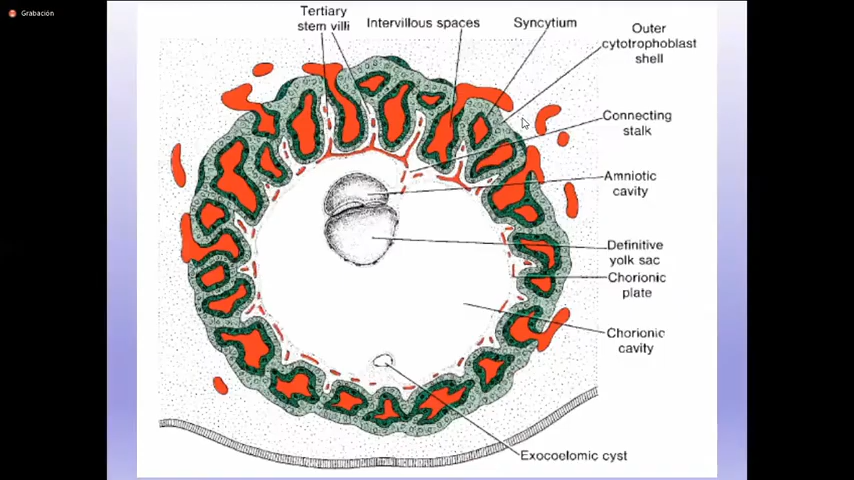 Grabación
Tertiary
stem villi
Intervillous spaces
Syncytium
Outer
cytotrophoblast
shell
Connecting
stalk
Amniotic
cavity
Definitive
yolk sac
Chorionic
plate
Chorionic
cavity
Exocoelomic cyst